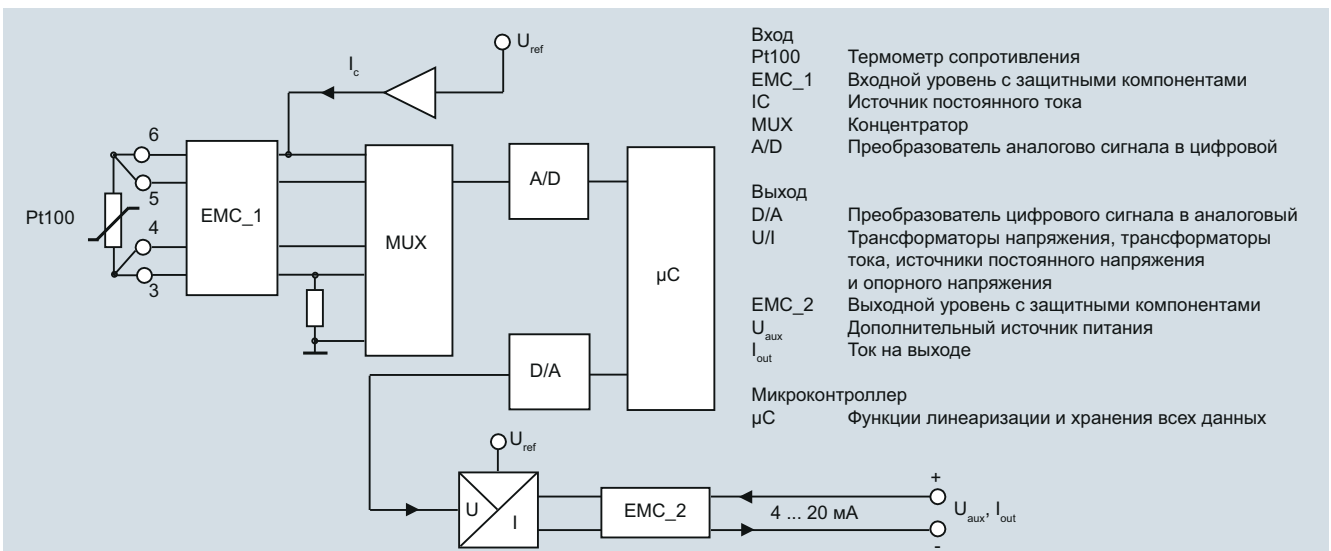 U_ref
I_c
6
5
Pt100
4
3
EMC_1
MUX
A/D
µC
D/A
U_ref
U
I
EMC_2
4 ... 20 мА
+
-
U_aux, I_out
Вход
Pt100 Термометр сопротивления
EMC_1 Входной уровень с защитными компонентами
IC Источник постоянного тока
MUX Концентратор
A/D Преобразователь аналогово сигнала в цифровой
Выход
D/A Преобразователь цифрового сигнала в аналоговый
U/I Трансформаторы напряжения, трансформаторы
тока, источники постоянного напряжения
и опорного напряжения
EMC_2 Выходной уровень с защитными компонентами
U_aux Дополнительный источник питания
I_out Ток на выходе
Микроконтроллер
µC Функции линеаризации и хранения всех данных